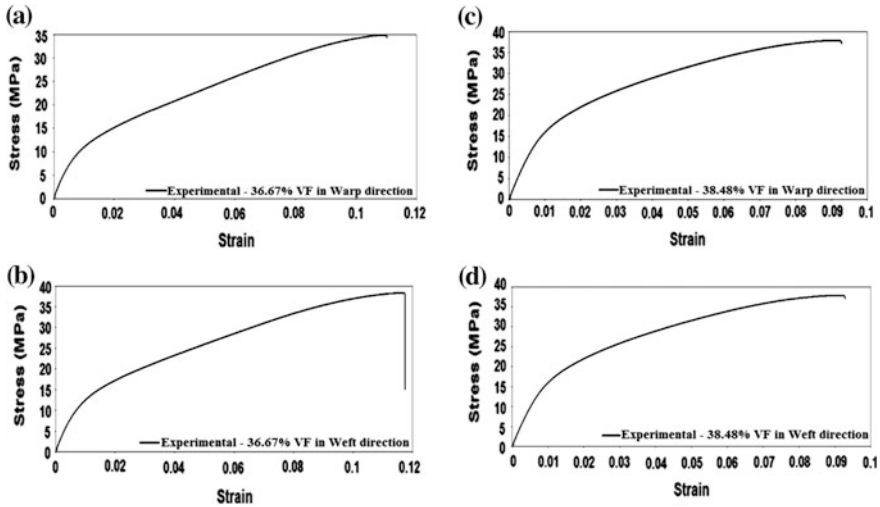 (a)
Stress (MPa)
35
30
25
20
15
10
5
0
Experimental - 36.67% VF in Warp direction
0 0.02 0.04 0.06 0.08 0.1 0.12
Strain
(c)
Stress (MPa)
40
35
30
25
20
15
10
5
0
Experimental - 38.48% VF in Warp direction
0 0.01 0.02 0.03 0.04 0.05 0.06 0.07 0.08 0.09 0.1
Strain
(b)
Stress (MPa)
40
35
30
25
20
15
10
5
0
Experimental - 36.67% VF in Weft direction
0 0.02 0.04 0.06 0.08 0.1 0.12
Strain
(d)
Stress (MPa)
40
35
30
25
20
15
10
5
0
Experimental - 38.48% VF in Weft direction
0 0.01 0.02 0.03 0.04 0.05 0.06 0.07 0.08 0.09 0.1
Strain